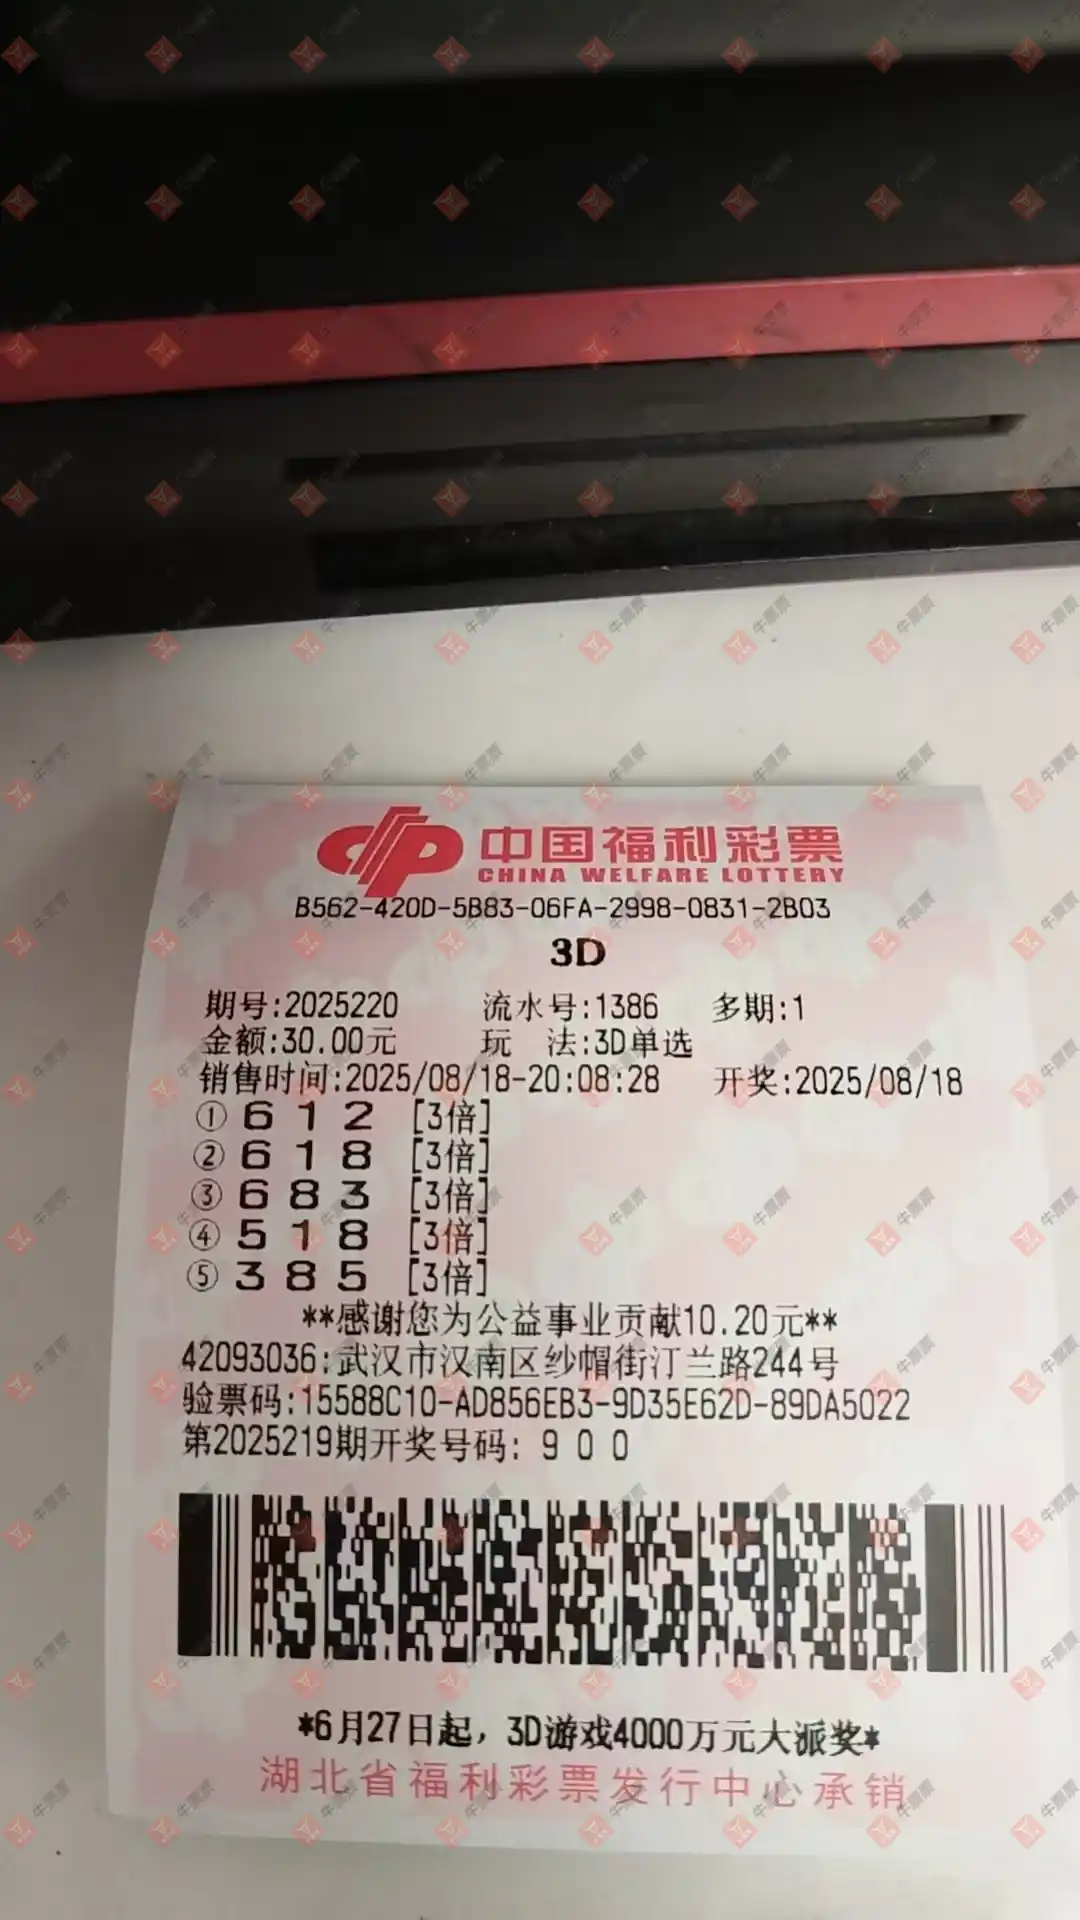 中国福利彩票
CHINA WELFARE LOTTERY
B562-420D-5B83-06FA-2998-0831-2B03
3D
期号:2025220 流水号:1386 多期:1
金额:30.00元 玩 法:3D单选
销售时间:2025/08/18-20:08:28 开奖:2025/08/18
① 6 1 2 [3倍]
② 6 1 8 [3倍]
③ 6 8 3 [3倍]
④ 5 1 8 [3倍]
⑤ 3 8 5 [3倍]
**感谢您为公益事业贡献10.20元**
42093036:武汉市汉南区纱帽街汀兰路244号
验票码:15588C10-AD856EB3-9D35E62D-89DA5022
第2025219期开奖号码: 9 0 0
*6月27日起，3D游戏4000万元大派奖*
湖北省福利彩票发行中心承销
牛票票